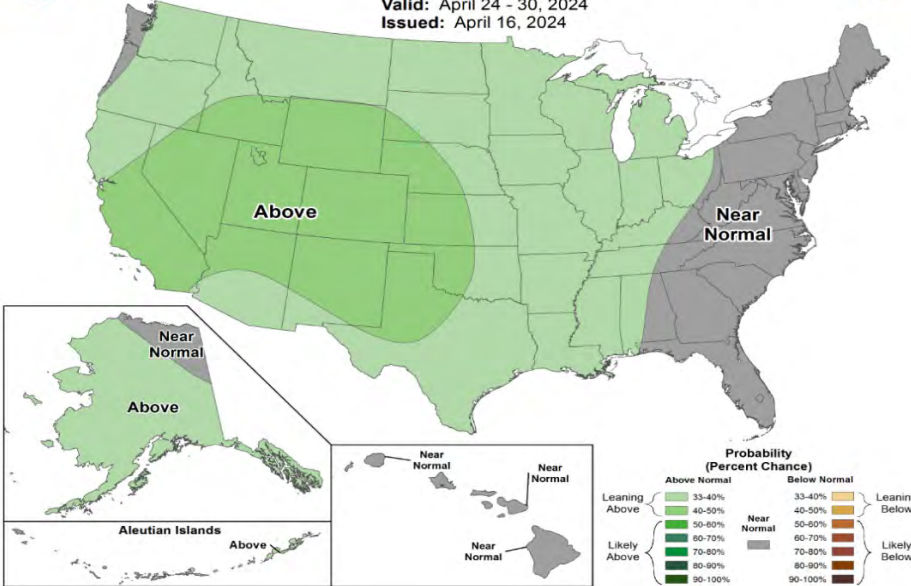 Valid: April 24 - 30, 2024
Issued: April 16, 2024
Above
Near
Normal
Near
Normal
Above
Aleutian Islands
Above
Near
Normal
Near
Normal
Near
Normal
Probability
(Percent Chance)
Above Normal
Below Normal
Leaning
Above
33-40%
40-50%
50-60%
60-70%
70-80%
80-90%
90-100%
Likely
Above
Near
Normal
33-40%
40-50%
50-60%
60-70%
70-80%
80-90%
90-100%
Leaning
Below
Likely
Below